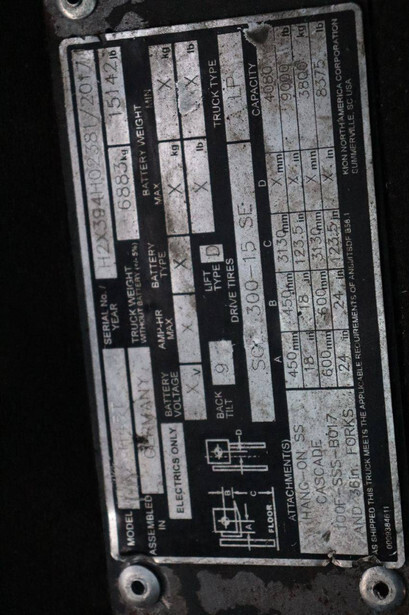 MODEL
SERIAL NO./
YEAR
/2017
ASSEMBLED
IN
GERMANY
TRUCK WEIGHT
WITHOUT BATTERY (+/- 5%)
6883 kg
15142 lb
ELECTRICS ONLY
BATTERY
VOLTAGE
X V
AMP-HR
MAX
X
BATTERY
TYPE
X
BATTERY WEIGHT
MAX
MIN
X kg
X kg
X lb
X lb
BACK
TILT
9
LIFT
TYPE
D
TRUCK TYPE
LP
DRIVE TIRES
300-15 SE
FLOOR
A
B
C
D
A
B
C
D
CAPACITY
ATTACHMENT(S)
HANG-ON SS
CASCADE
100F-SSS-B017
AND 36in. FORKS
450 mm
450 mm
3130 mm
X mm
4080
18 in
18 in
123.5 in
X in
9000 lb
600 mm
600 mm
3130 mm
X mm
3800
24 in
24 in
123.5 in
X in
8375 lb
AS SHIPPED THIS TRUCK MEETS THE APPLICABLE REQUIREMENTS OF ANSI/ITSDF B56.1
KION NORTH AMERICA CORPORATION
SUMMERVILLE, SC USA
0009384611